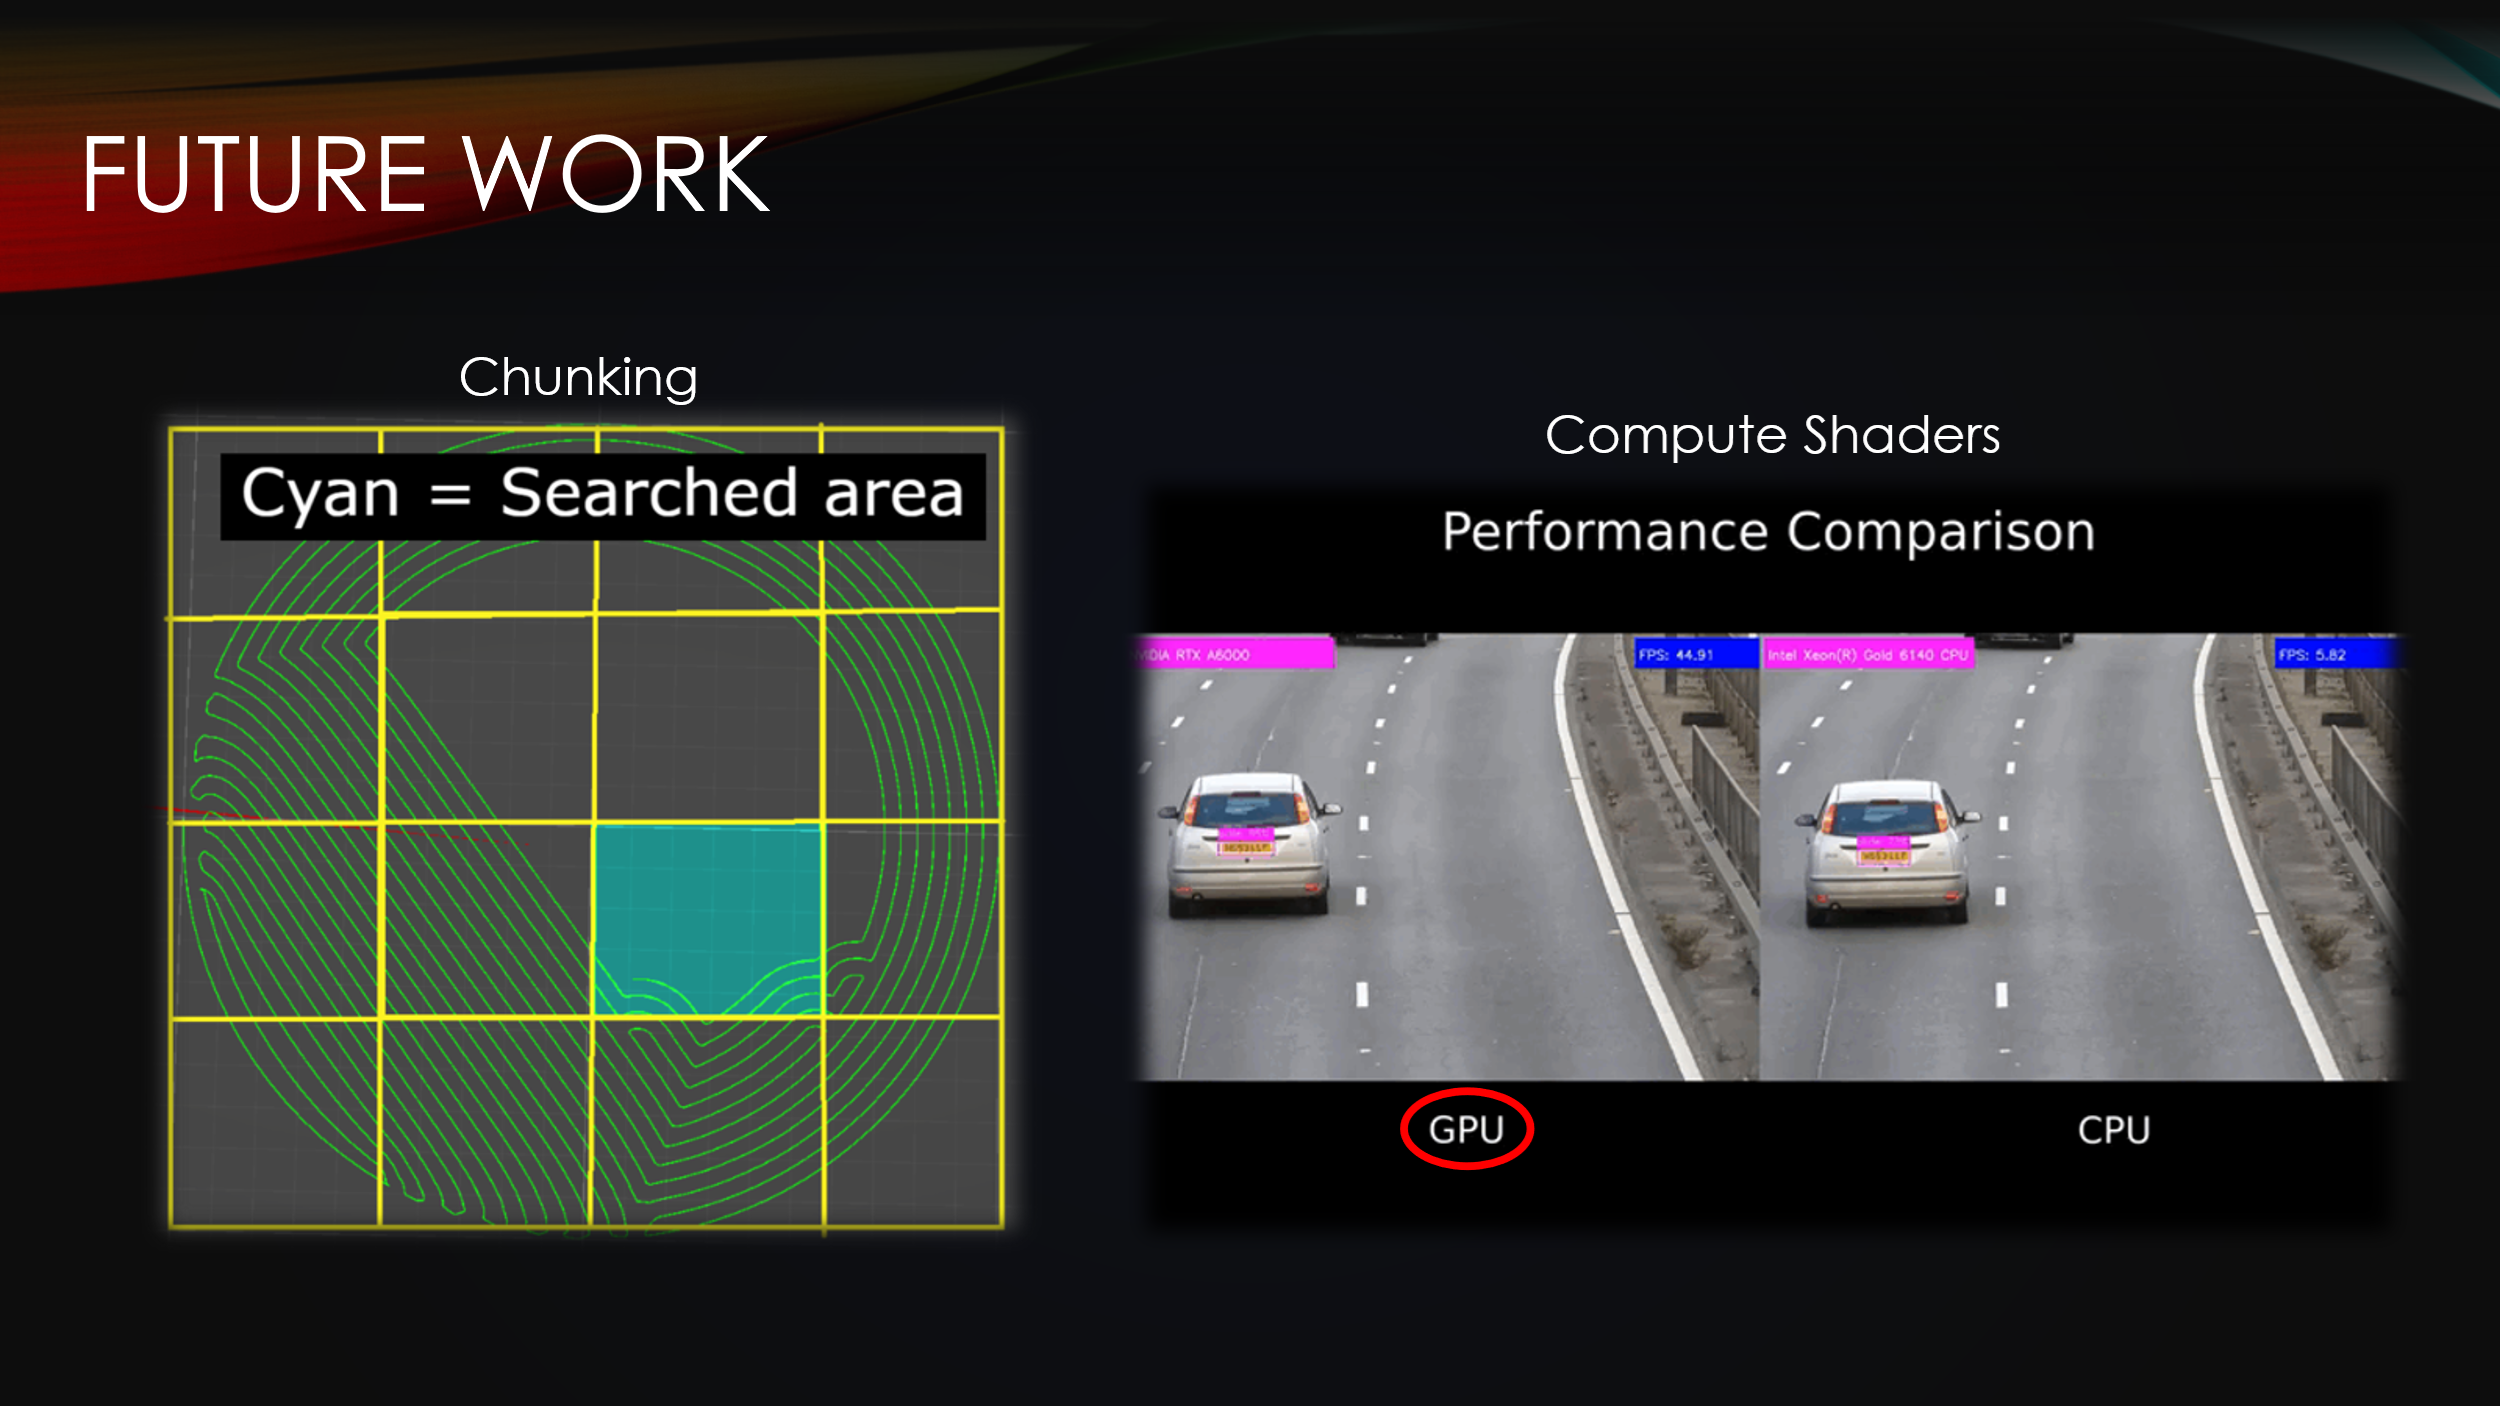 FUTURE WORK
Chunking
Cyan = Searched area
Compute Shaders
Performance Comparison
RTX A6000
FPS: 44.91
Intel Xeon(R) Gold 6140 CPU
FPS: 5.82
GPU
CPU